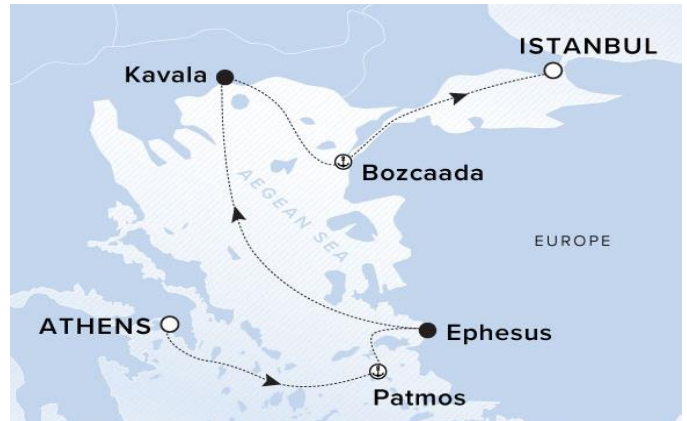 ISTANBUL
Kavala
Bozcaada
AEGEAN SEA
EUROPE
ATHENS
Ephesus
Patmos